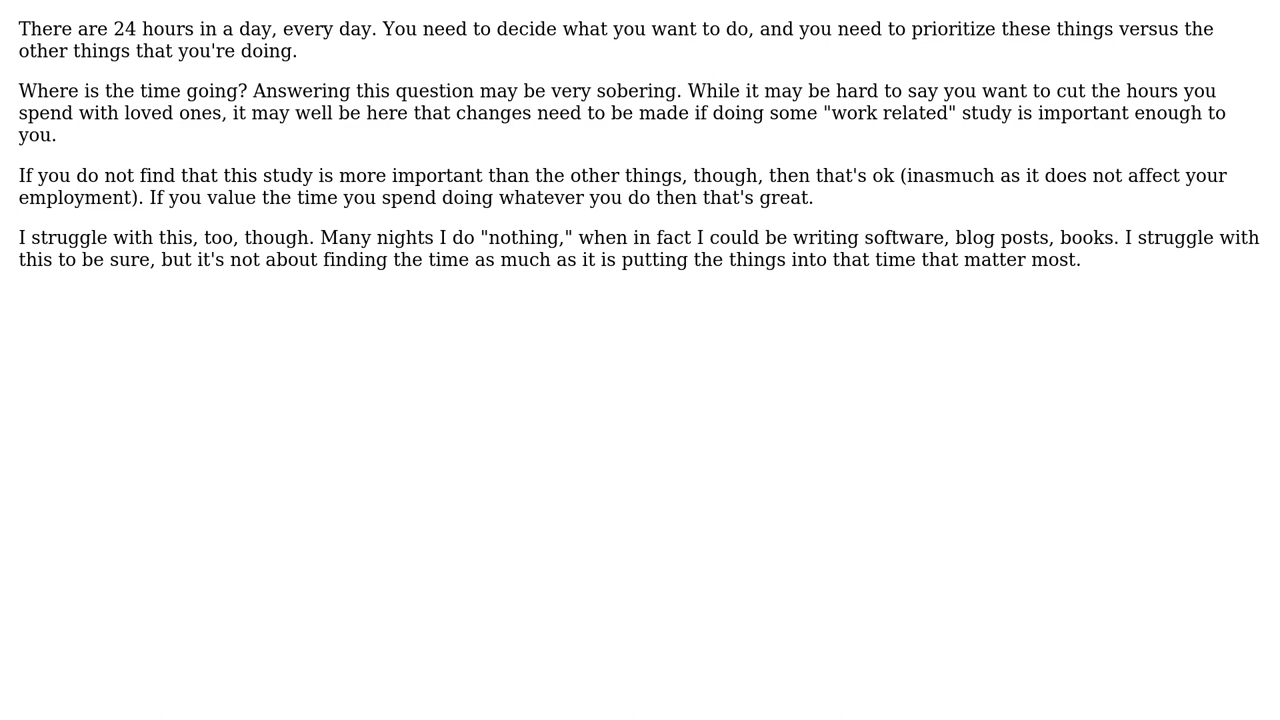 There are 24 hours in a day, every day. You need to decide what you want to do, and you need to prioritize these things versus the
other things that you're doing.
Where is the time going? Answering this question may be very sobering. While it may be hard to say you want to cut the hours you
spend with loved ones, it may well be here that changes need to be made if doing some "work related" study is important enough to
you.
If you do not find that this study is more important than the other things, though, then that's ok (inasmuch as it does not affect your
employment). If you value the time you spend doing whatever you do then that's great.
I struggle with this, too, though. Many nights I do "nothing," when in fact I could be writing software, blog posts, books. I struggle with
this to be sure, but it's not about finding the time as much as it is putting the things into that time that matter most.